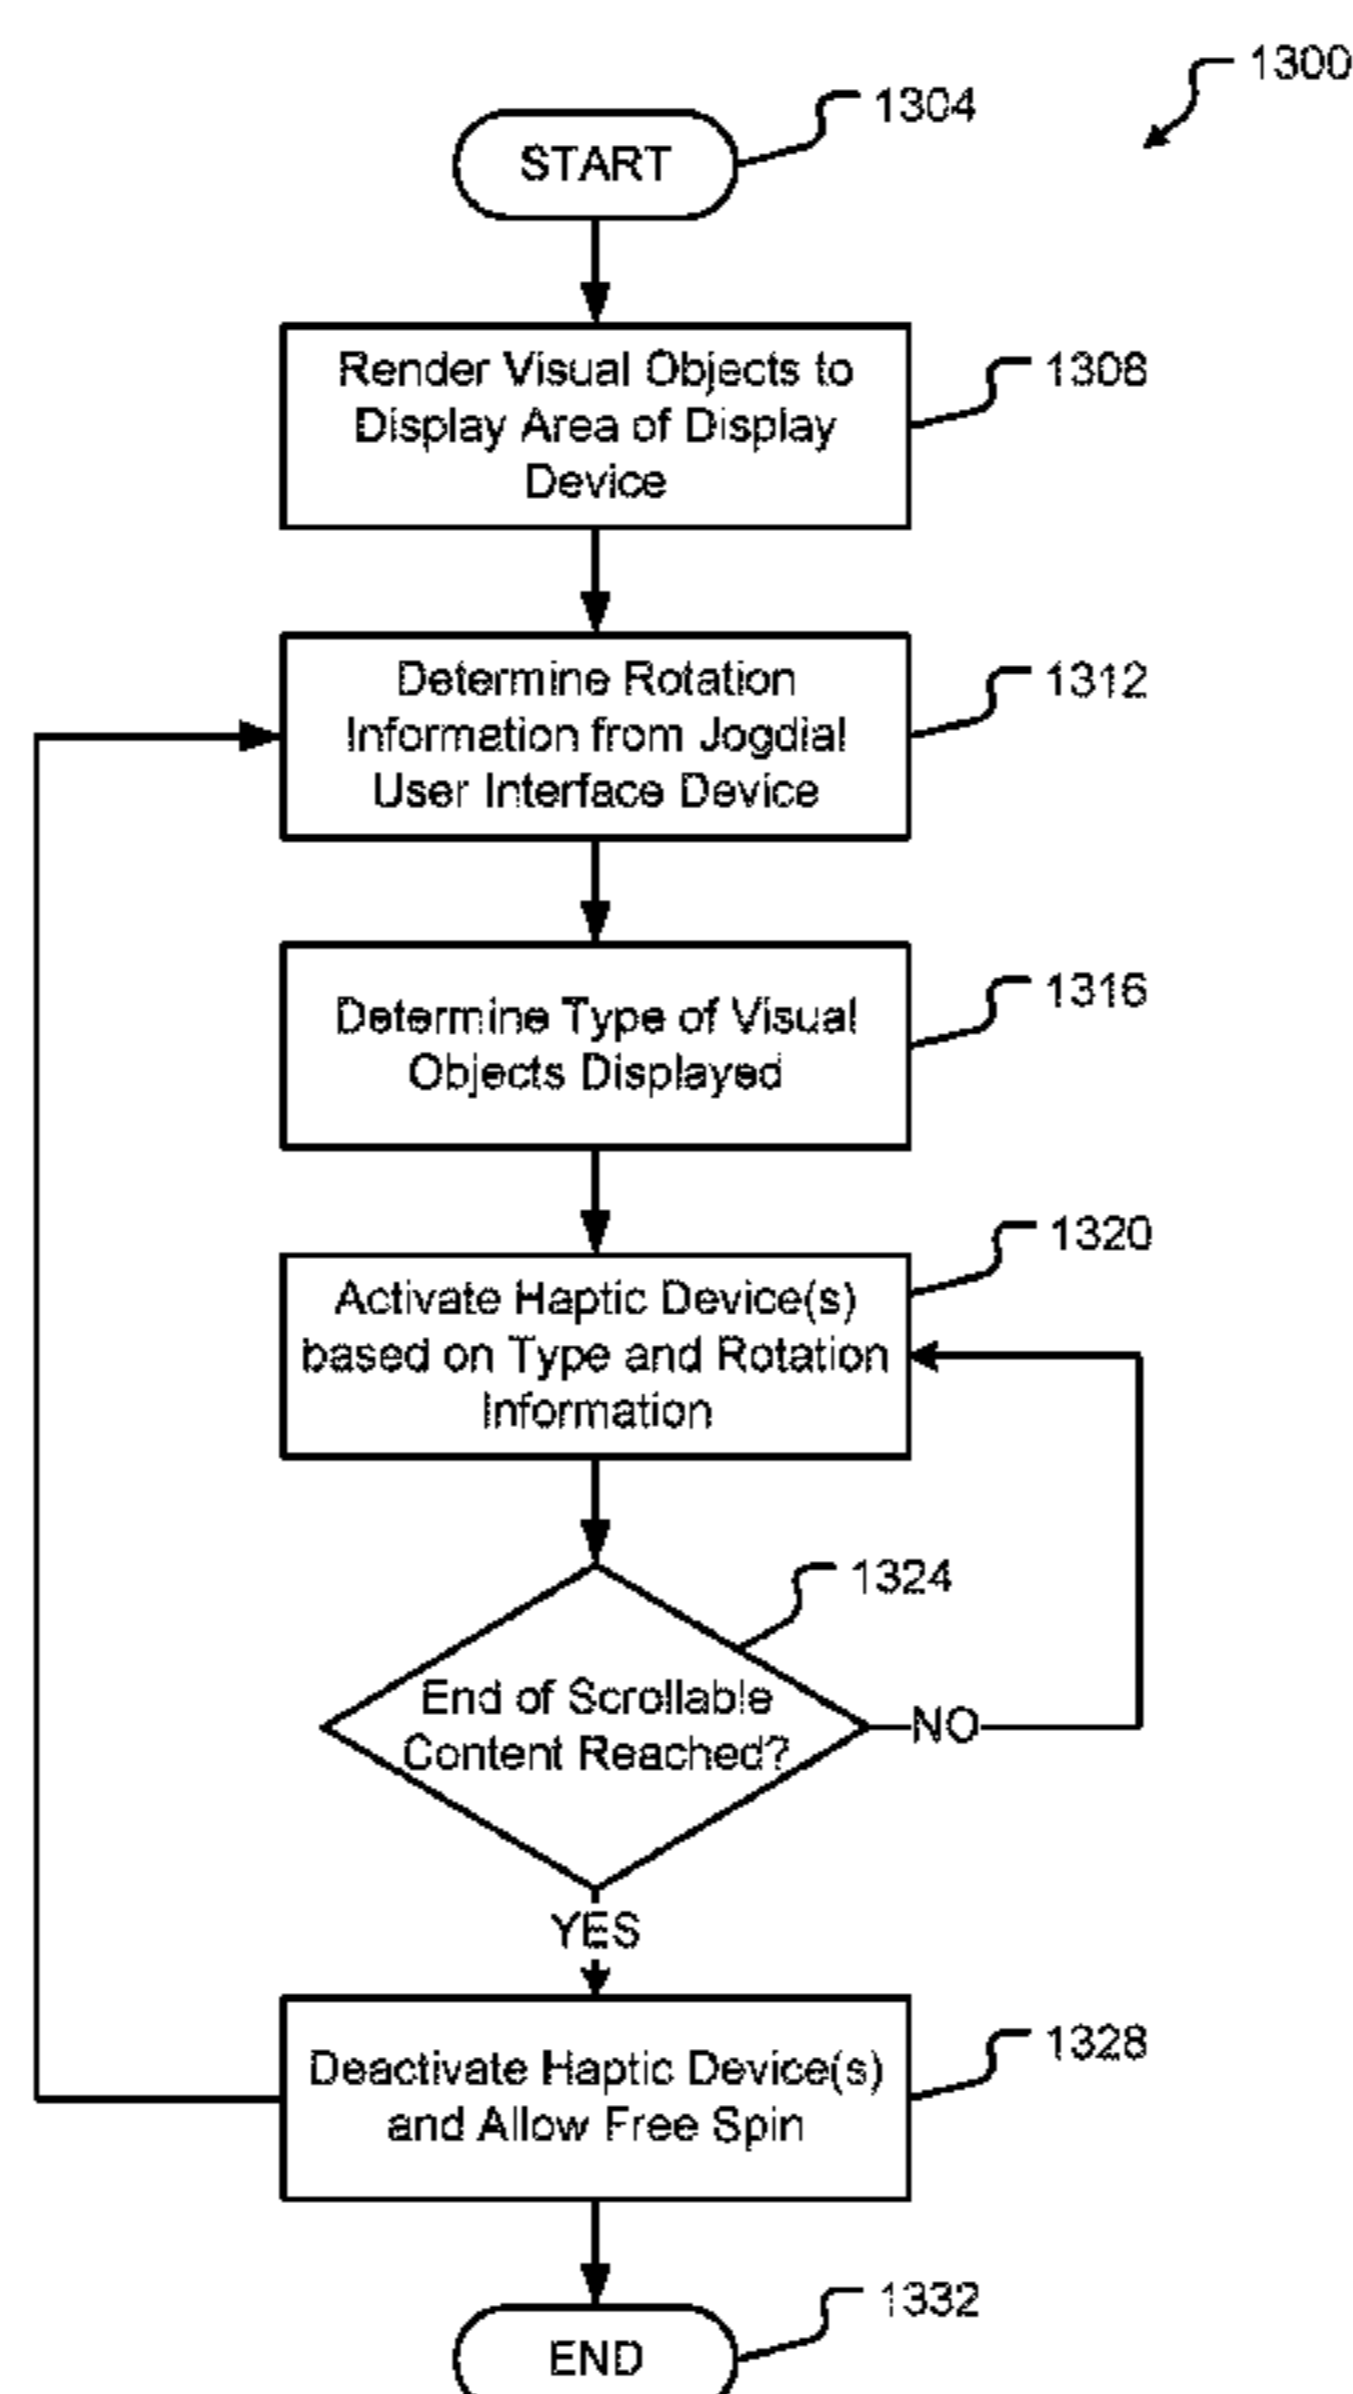 1300
1304
START
Render Visual Objects to
Display Area of Display
Device
1308
Determine Rotation
Information from Jogdial
User Interface Device
1312
Determine Type of Visual
Objects Displayed
1316
Activate Haptic Device(s)
based on Type and Rotation
Information
1320
1324
End of Scrollable
Content Reached?
NO
YES
Deactivate Haptic Device(s)
and Allow Free Spin
1328
1332
END